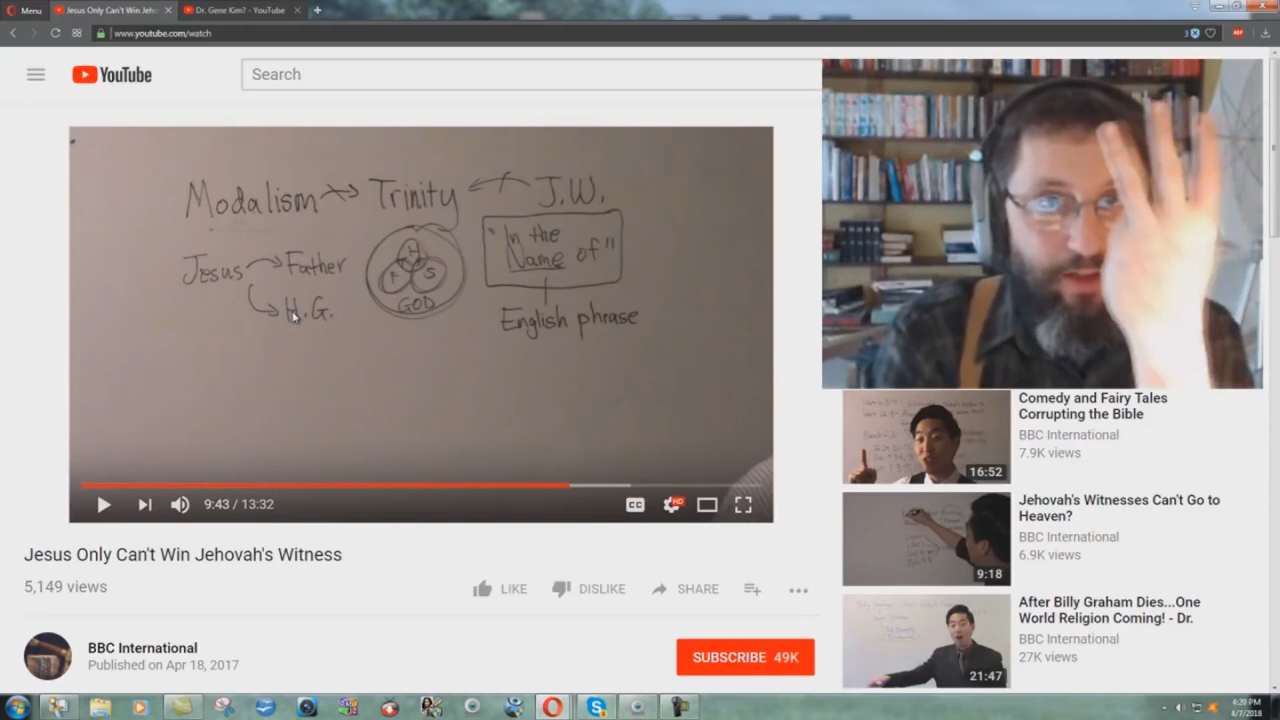 Menu
Jesus Only Can't Win Jeho
Dr. Gene Kim? - YouTube
www.youtube.com/watch
3
ABP
YouTube
Search
Modalism Trinity J.W.
Jesus Father
H.G.
H
F S
GOD
"In the
Name of"
English phrase
9:43 / 13:32
CC
HD
Jesus Only Can't Win Jehovah's Witness
5,149 views
LIKE DISLIKE SHARE
BBC International
Published on Apr 18, 2017
SUBSCRIBE 49K
16:52
Comedy and Fairy Tales
Corrupting the Bible
BBC International
7.9K views
9:18
Jehovah's Witnesses Can't Go to
Heaven?
BBC International
6.9K views
21:47
After Billy Graham Dies...One
World Religion Coming! - Dr.
BBC International
27K views
4:20 PM
4/7/2018